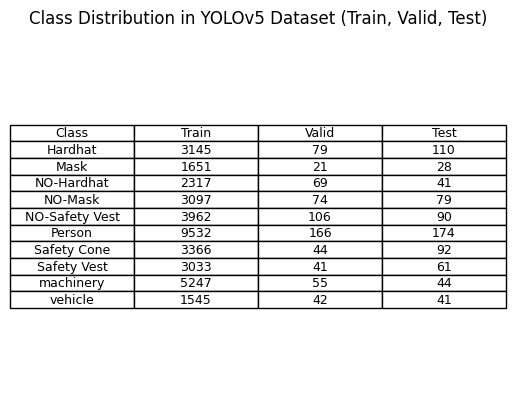 Class Distribution in YOLOv5 Dataset (Train, Valid, Test)
Class Train Valid Test
Hardhat 3145 79 110
Mask 1651 21 28
NO-Hardhat 2317 69 41
NO-Mask 3097 74 79
NO-Safety Vest 3962 106 90
Person 9532 166 174
Safety Cone 3366 44 92
Safety Vest 3033 41 61
machinery 5247 55 44
vehicle 1545 42 41